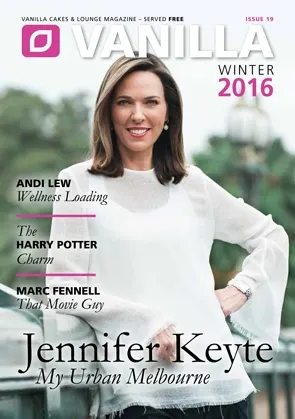 VANILLA CAKES & LOUNGE MAGAZINE – SERVED FREE
ISSUE 19
VANILLA
WINTER
2016
ANDI LEW
Wellness Loading
The
HARRY POTTER
Charm
MARC FENNELL
That Movie Guy
Jennifer Keyte
My Urban Melbourne